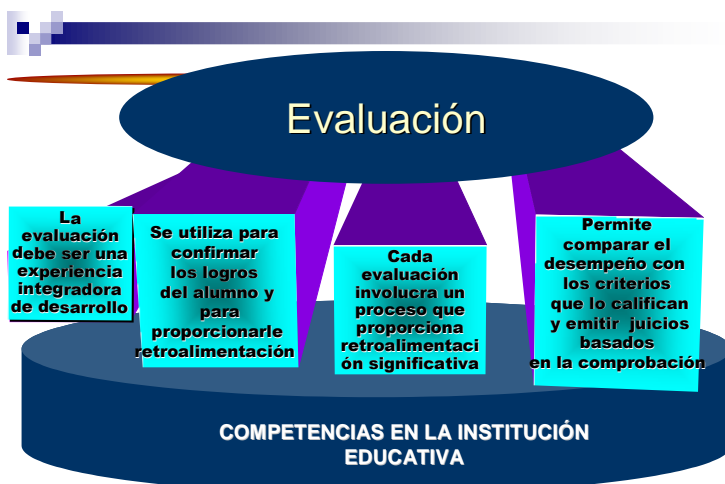 Evaluación
La
evaluación
debe ser una
experiencia
integradora
de desarrollo
Se utiliza para
confirmar
los logros
del alumno y
para
proporcionarle
retroalimentación
Cada
evaluación
involucra un
proceso que
proporciona
retroalimentaci
ón significativa
Permite
comparar el
desempeño con
los criterios
que lo califican
y emitir juicios
basados
en la comprobación
COMPETENCIAS EN LA INSTITUCIÓN
EDUCATIVA